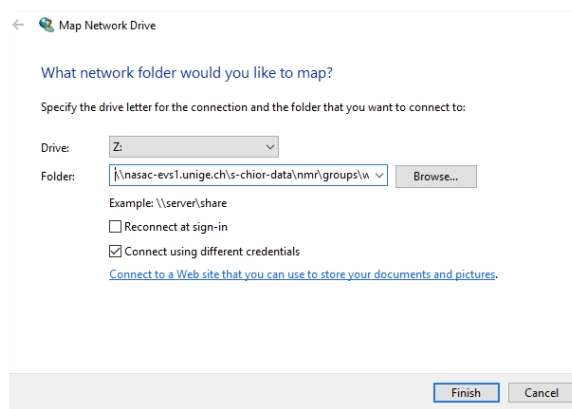 Map Network Drive
What network folder would you like to map?
Specify the drive letter for the connection and the folder that you want to connect to:
Drive: Z:
Folder: \\nasac-evs1.unige.ch\s-chior-data\nmr\groups\w Browse...
Example: \\server\share
Reconnect at sign-in
Connect using different credentials
Connect to a Web site that you can use to store your documents and pictures.
Finish Cancel